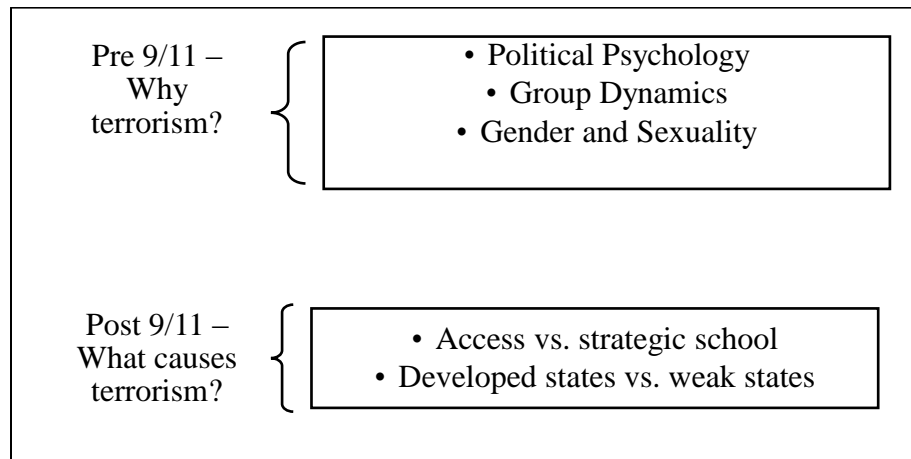 Pre 9/11 –
Why
terrorism?
• Political Psychology
• Group Dynamics
• Gender and Sexuality
Post 9/11 –
What causes
terrorism?
• Access vs. strategic school
• Developed states vs. weak states